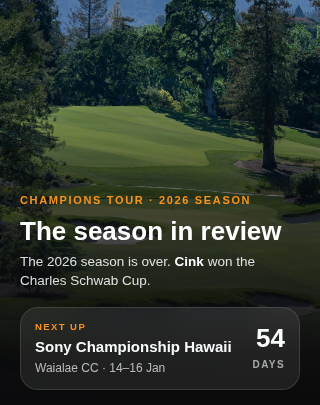 CHAMPIONS TOUR · 2026 SEASON
The season in review
The 2026 season is over. Cink won the
Charles Schwab Cup.
NEXT UP
Sony Championship Hawaii
Waialae CC · 14–16 Jan
54
DAYS